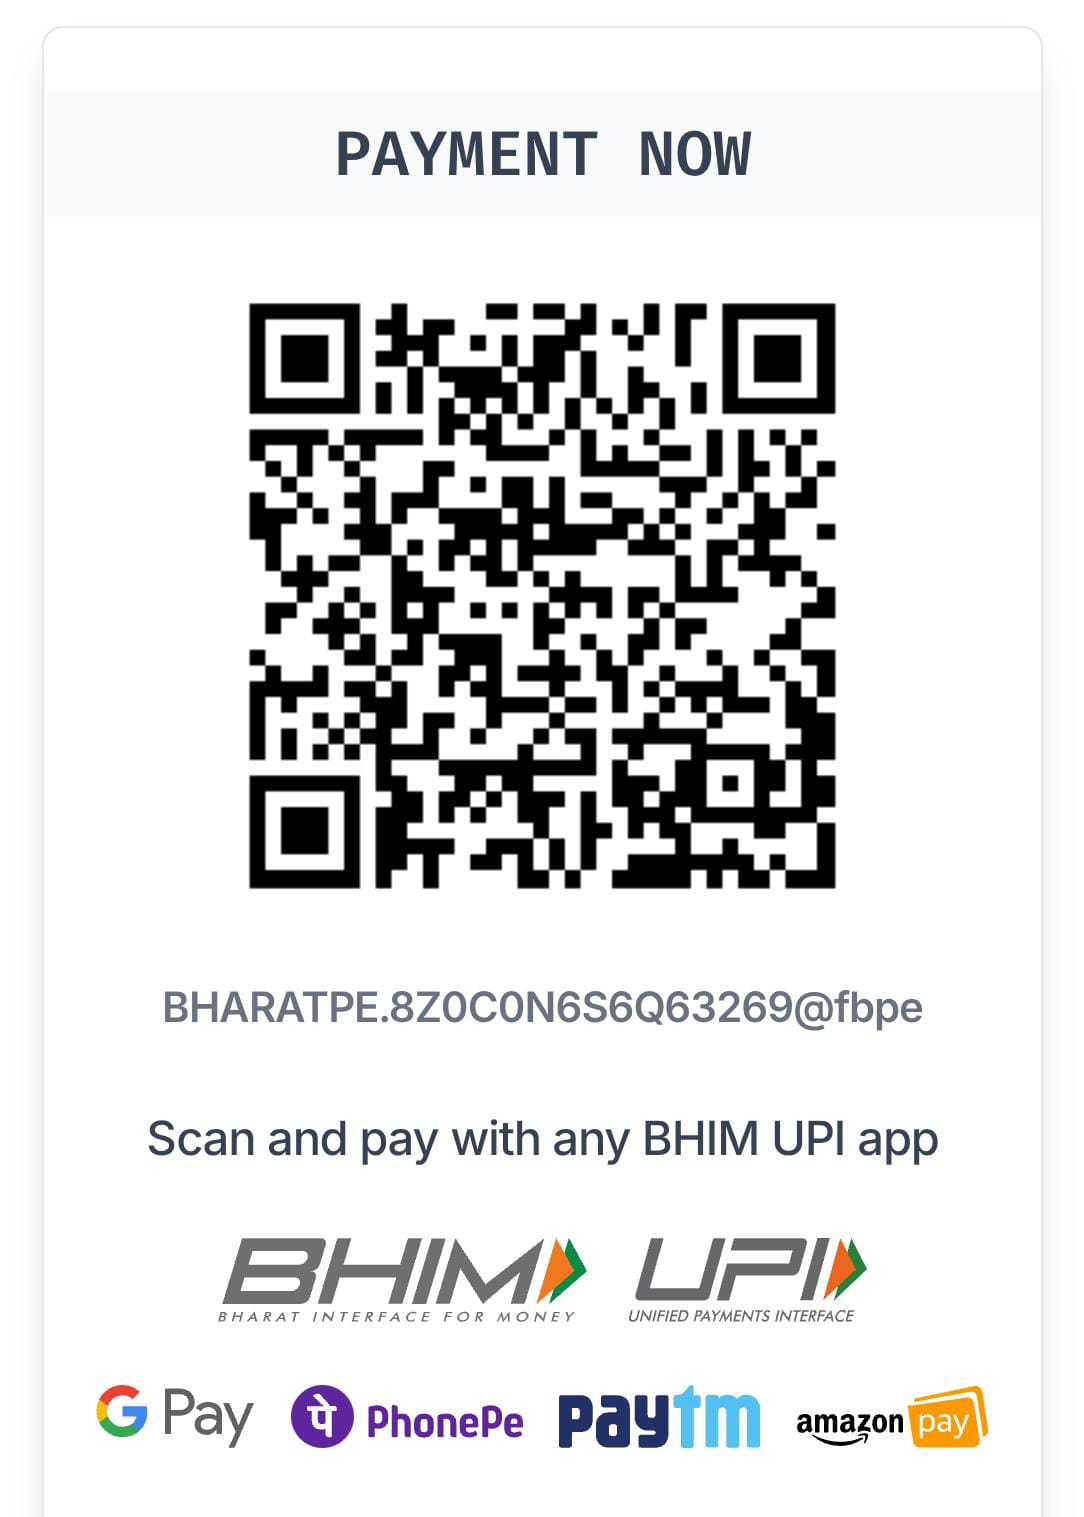 PAYMENT NOW
BHARATPE.8Z0C0N6S6Q63269@fbpe
Scan and pay with any BHIM UPI app
BHIM UPI
BHARAT INTERFACE FOR MONEY UNIFIED PAYMENTS INTERFACE
G Pay पे PhonePe paytm amazon pay